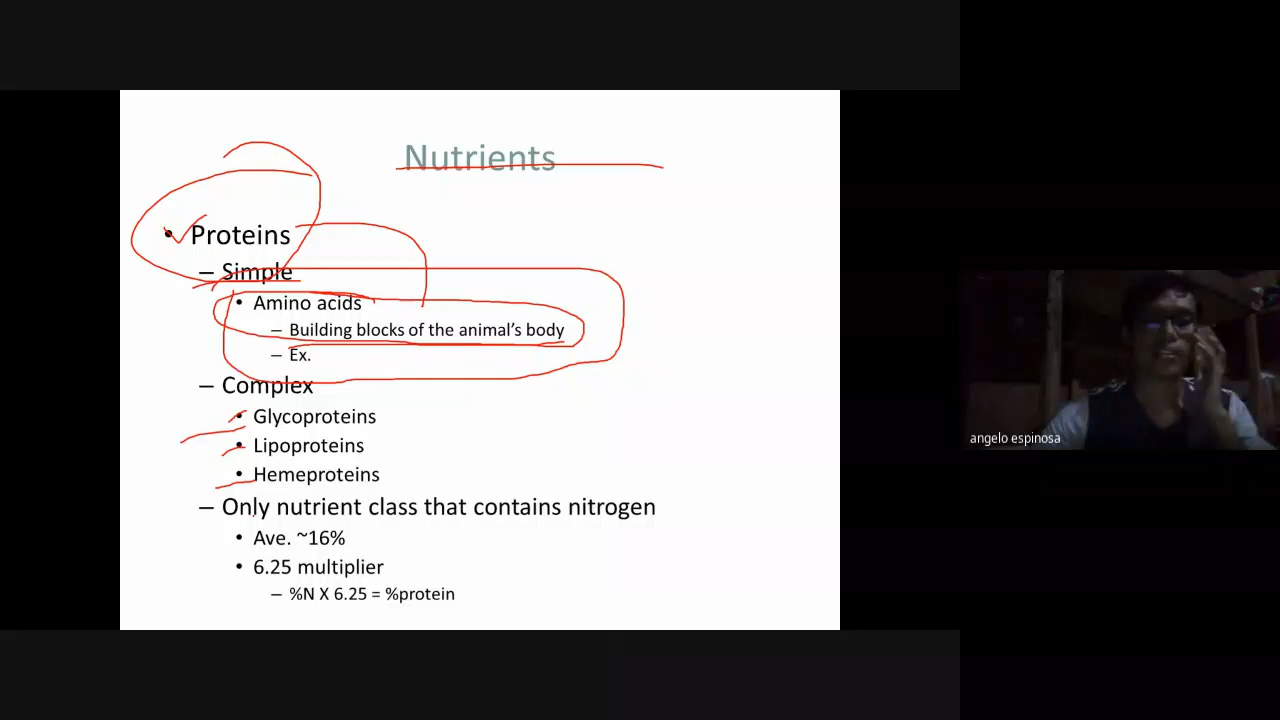 Nutrients
• Proteins
– Simple
• Amino acids
– Building blocks of the animal’s body
– Ex.
– Complex
• Glycoproteins
• Lipoproteins
• Hemeproteins
– Only nutrient class that contains nitrogen
• Ave. ~16%
• 6.25 multiplier
– %N X 6.25 = %protein
angelo espinosa